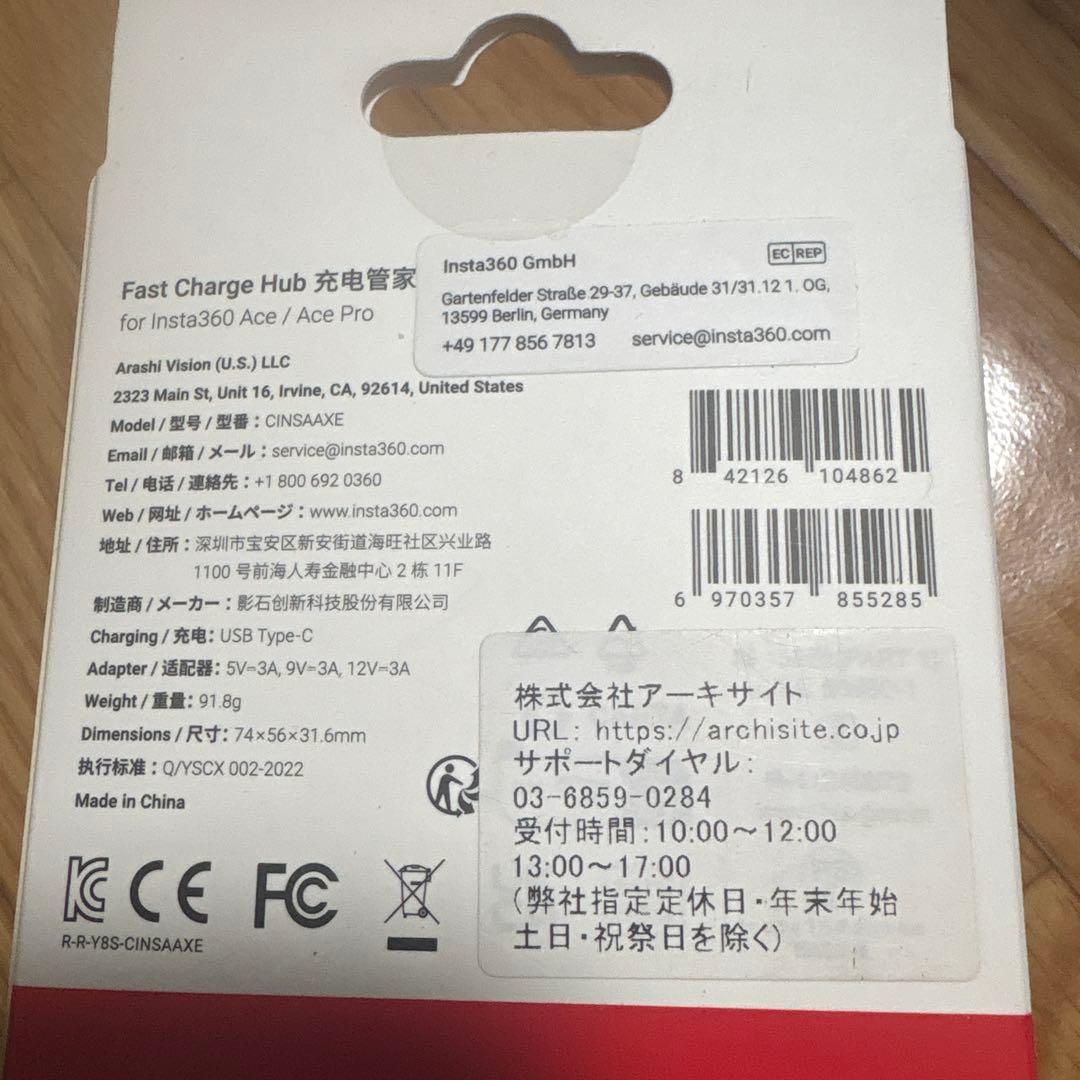 Fast Charge Hub 充电管家
for Insta360 Ace / Ace Pro
Insta360 GmbH
EC REP
Gartenfelder Straße 29-37, Gebäude 31/31.12 1. OG,
13599 Berlin, Germany
+49 177 856 7813 service@insta360.com
Arashi Vision (U.S.) LLC
2323 Main St, Unit 16, Irvine, CA, 92614, United States
Model / 型号 / 型番：CINSAAXE
Email / 邮箱 / メール：service@insta360.com
Tel / 电话 / 連絡先：+1 800 692 0360
Web / 网址 / ホームページ：www.insta360.com
地址 / 住所：深圳市宝安区新安街道海旺社区兴业路
1100 号前海人寿金融中心 2 栋 11F
制造商 / メーカー：影石创新科技股份有限公司
Charging / 充电: USB Type-C
Adapter / 适配器: 5V⎓3A, 9V⎓3A, 12V⎓3A
Weight / 重量: 91.8g
Dimensions / 尺寸: 74×56×31.6mm
执行标准：Q/YSCX 002-2022
Made in China
CE FC
R-R-Y8S-CINSAAXE
8 42126 104862
6 970357 855285
株式会社アーキサイト
URL: https://archisite.co.jp
サポートダイヤル:
03-6859-0284
受付時間:10:00～12:00
13:00～17:00
(弊社指定定休日・年末年始
土日・祝祭日を除く)